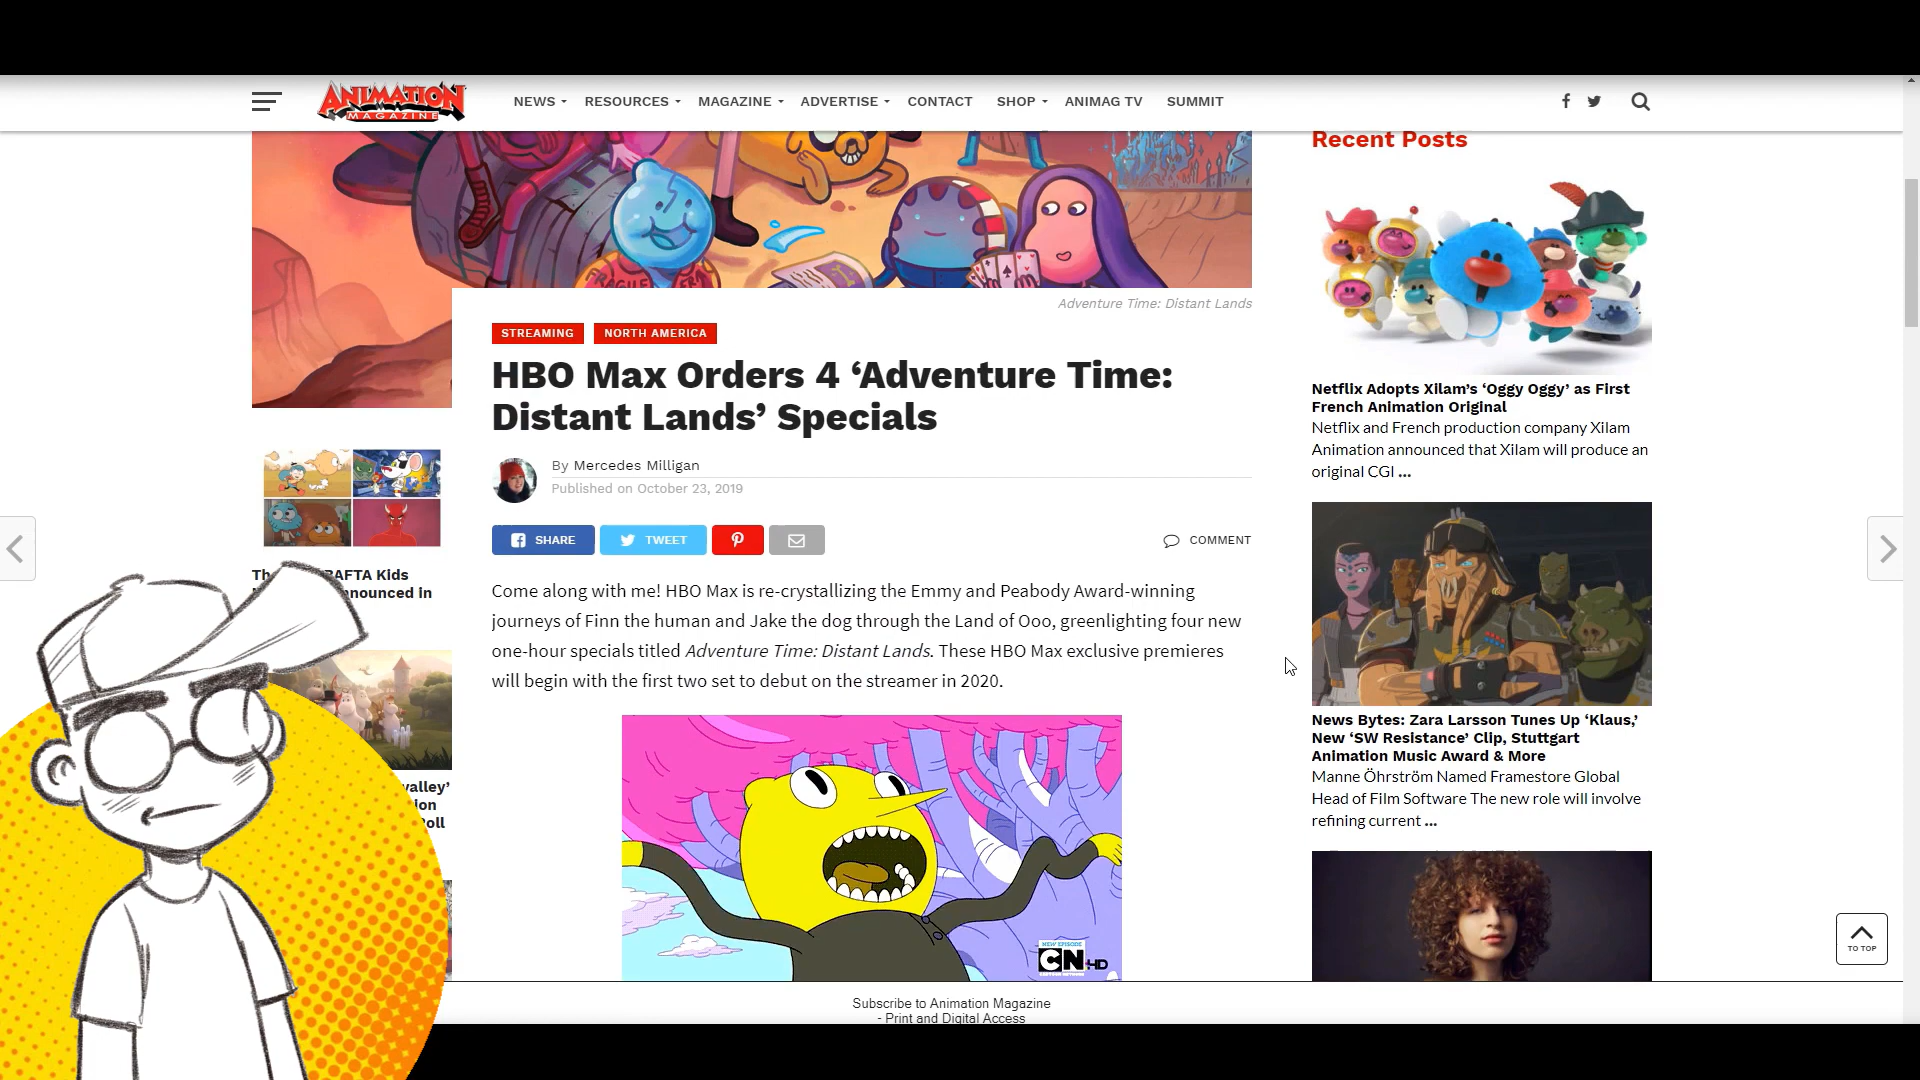 ANIMATION
MAGAZINE
NEWS
RESOURCES
MAGAZINE
ADVERTISE
CONTACT
SHOP
ANIMAG TV
SUMMIT
FRAGILE
Adventure Time: Distant Lands
STREAMING
NORTH AMERICA
HBO Max Orders 4 ‘Adventure Time:
Distant Lands’ Specials
By Mercedes Milligan
Published on October 23, 2019
SHARE
TWEET
COMMENT
Come along with me! HBO Max is re-crystallizing the Emmy and Peabody Award-winning
journeys of Finn the human and Jake the dog through the Land of Ooo, greenlighting four new
one-hour specials titled Adventure Time: Distant Lands. These HBO Max exclusive premieres
will begin with the first two set to debut on the streamer in 2020.
NEW EPISODE
CN HD
CARTOON NETWORK
BAFTA Kids
nnounced in
valley’
Recent Posts
Netflix Adopts Xilam’s ‘Oggy Oggy’ as First
French Animation Original
Netflix and French production company Xilam
Animation announced that Xilam will produce an
original CGI ...
News Bytes: Zara Larsson Tunes Up ‘Klaus,’
New ‘SW Resistance’ Clip, Stuttgart
Animation Music Award & More
Manne Öhrström Named Framestore Global
Head of Film Software The new role will involve
refining current ...
TO TOP
Subscribe to Animation Magazine
- Print and Digital Access